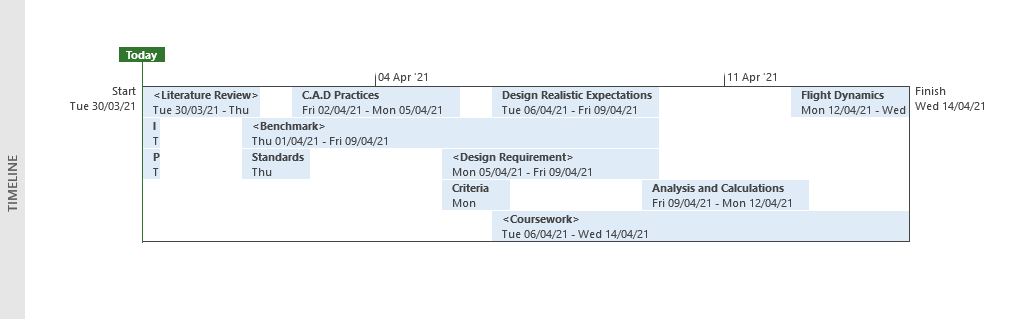 TIMELINE
Today
04 Apr '21
11 Apr '21
Start
Tue 30/03/21
Finish
Wed 14/04/21
<Literature Review>
Tue 30/03/21 - Thu
C.A.D Practices
Fri 02/04/21 - Mon 05/04/21
Design Realistic Expectations
Tue 06/04/21 - Fri 09/04/21
Flight Dynamics
Mon 12/04/21 - Wed
I
T
<Benchmark>
Thu 01/04/21 - Fri 09/04/21
P
T
Standards
Thu
<Design Requirement>
Mon 05/04/21 - Fri 09/04/21
Criteria
Mon
Analysis and Calculations
Fri 09/04/21 - Mon 12/04/21
<Coursework>
Tue 06/04/21 - Wed 14/04/21